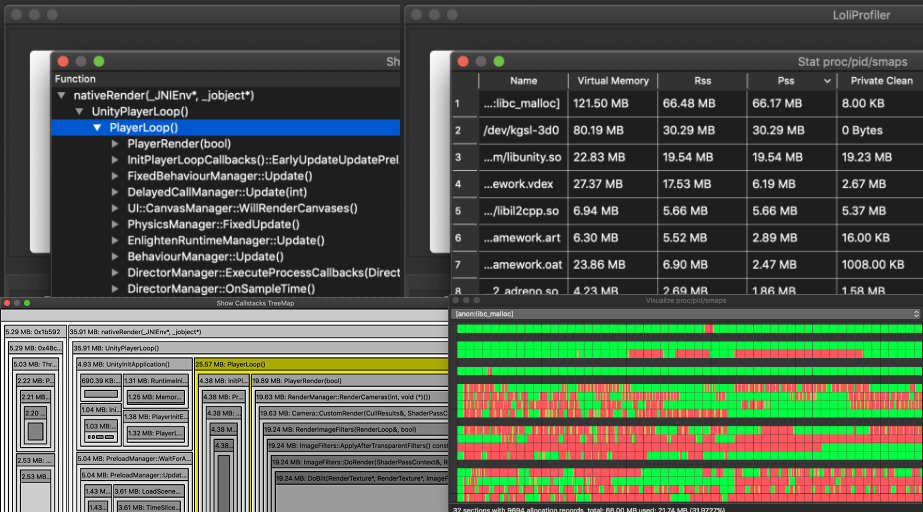 LoliProfiler
Sh
Function
nativeRender(_JNIEnv*, _jobject*)
UnityPlayerLoop()
PlayerLoop()
PlayerRender(bool)
InitPlayerLoopCallbacks()::EarlyUpdateUpdatePrel
FixedBehaviourManager::Update()
DelayedCallManager::Update(int)
UI::CanvasManager::WillRenderCanvases()
PhysicsManager::FixedUpdate()
EnlightenRuntimeManager::Update()
BehaviourManager::Update()
DirectorManager::ExecuteProcessCallbacks(Direct
DirectorManager::OnSampleTime()
Stat proc/pid/smaps
Name Virtual Memory Rss Pss Private Clean
1 ...:libc_malloc] 121.50 MB 66.48 MB 66.17 MB 8.00 KB
2 /dev/kgsl-3d0 80.19 MB 30.29 MB 30.29 MB 0 Bytes
3 ...m/libunity.so 22.83 MB 19.54 MB 19.54 MB 19.23 MB
4 ...ework.vdex 27.37 MB 17.53 MB 6.19 MB 2.67 MB
5 .../libil2cpp.so 6.94 MB 5.66 MB 5.66 MB 5.37 MB
6 ...amework.art 6.30 MB 5.52 MB 2.89 MB 16.00 KB
7 ...amework.oat 23.86 MB 6.90 MB 2.47 MB 1008.00 KB
8 ...2_adreno.so 4.23 MB 2.69 MB 1.86 MB 1.58 MB
Show Callstacks TreeMap
5.29 MB: 0x1b592 35.91 MB: nativeRender(_JNIEnv*, _jobject*)
5.29 MB: 0x48c... 35.91 MB: UnityPlayerLoop()
5.03 MB: Thr... 4.93 MB: UnityInitApplication() 25.57 MB: PlayerLoop()
2.22 MB: P... 690.39 KB:... 1.31 MB: RuntimeIni... 4.38 MB: InitPl... 19.89 MB: PlayerRender(bool)
2.21 MB... 1.25 MB: Memor... 4.38 MB: Pr... 19.63 MB: RenderManager::RenderCameras(int, void (*)())
2.20 ... 1.04 MB: Ini... 1.38 MB: PlayerInitE... 4.38 MB:... 19.63 MB: Camera::CustomRender(CullResults&, ShaderPassC
1.03 MB:... 1.32 MB: PlayerL... 4.38 M... 19.24 MB: RenderImageFilters(RenderLoop&, bool)
4.38... 19.24 MB: ImageFilters::ApplyAfterTransparentFilters() cons
2.53 MB: ... 5.04 MB: PreloadManager::WaitForA... 19.24 MB: ImageFilters::DoRender(ShaderPassContext&, R
2.53 MB... 5.04 MB: PreloadManager::Updat... 19.24 MB: DoBlit(RenderTexture*, RenderTexture*, ImageF
1.43 M... 3.61 MB: LoadScene...
1.43... 3.61 MB: TimeSlice...
Visualize proc/pid/smaps
[anon:libc_malloc]
32 sections with 9694 allocation records, total: 68.00 MB used: 21.74 MB (31.9727%)